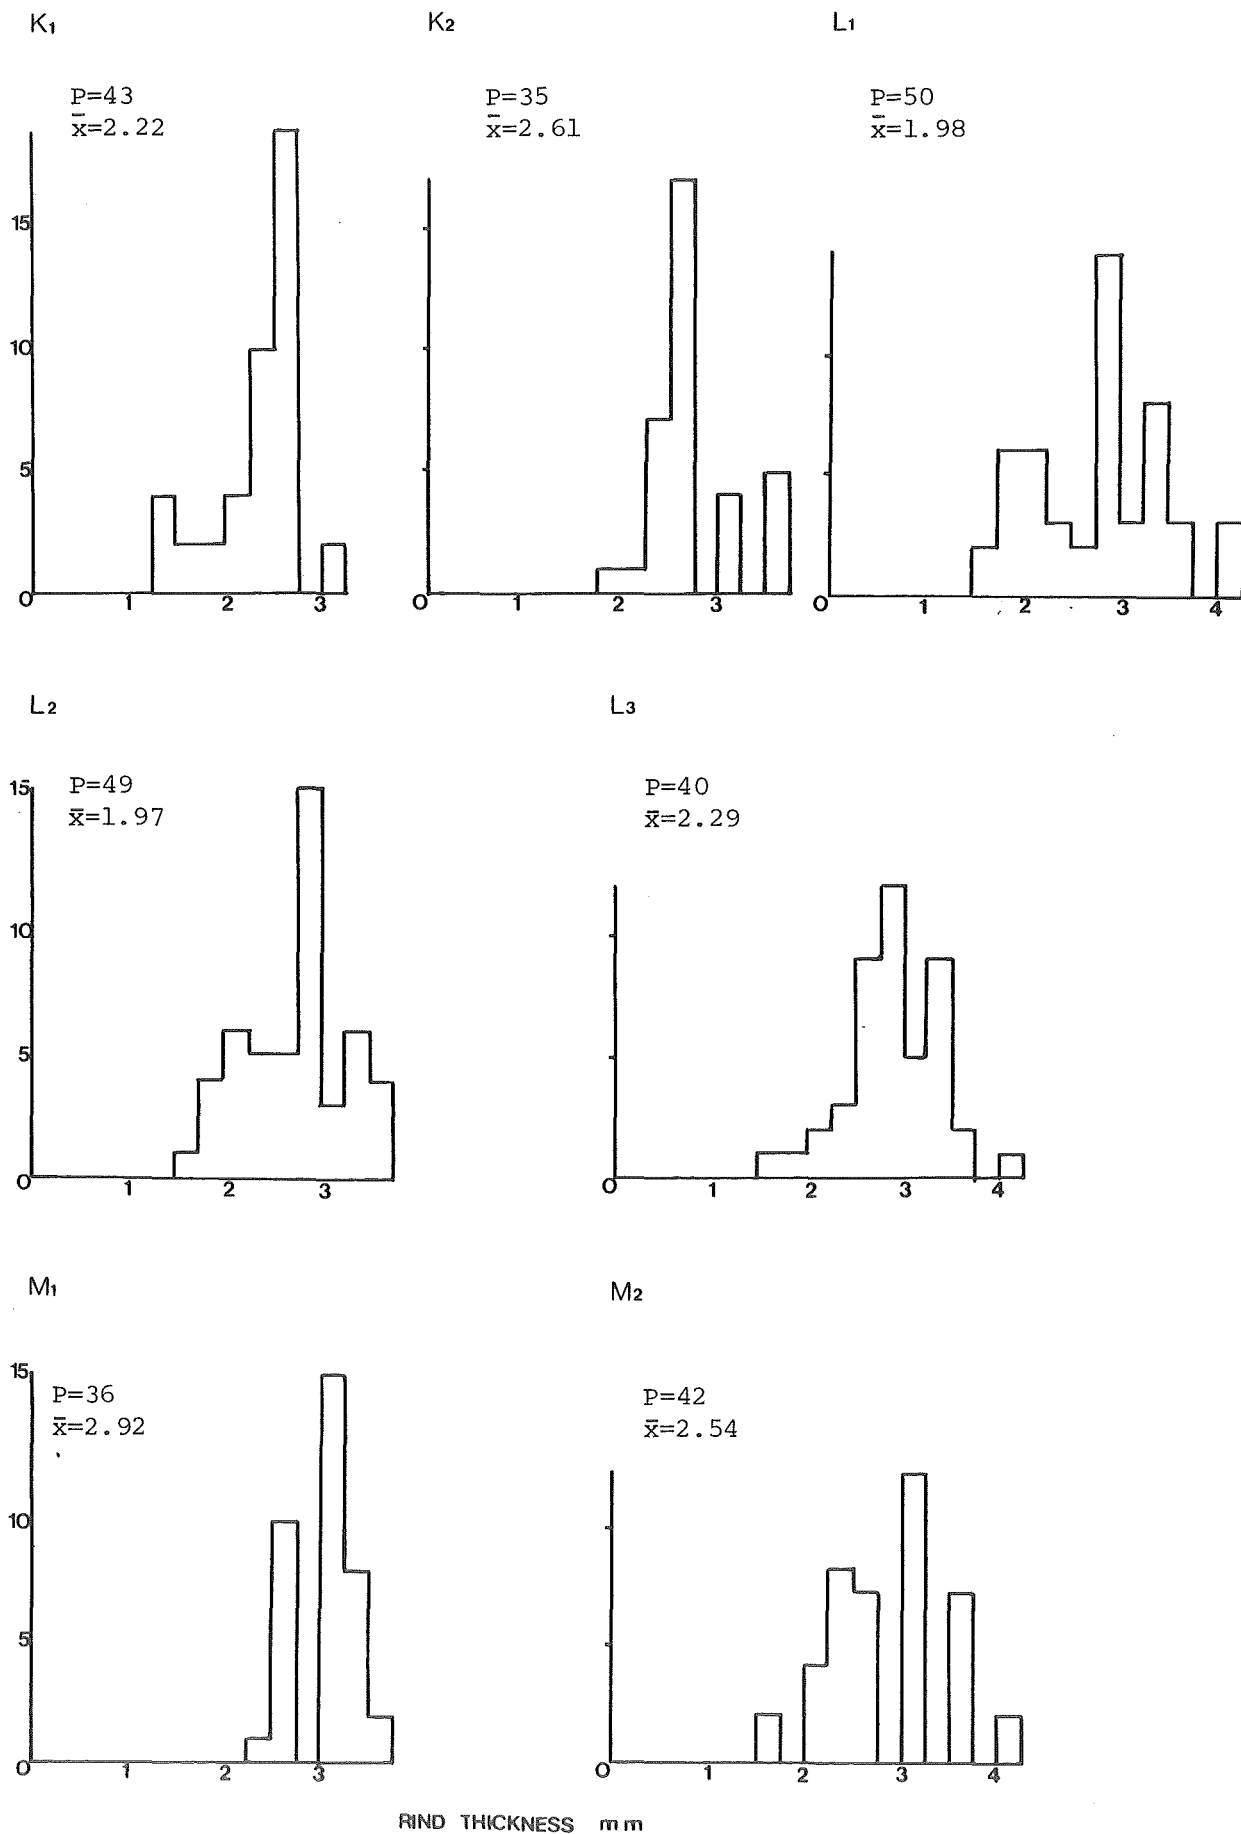 K1
K2
L1
P=43
x̄=2.22
P=35
x̄=2.61
P=50
x̄=1.98
15
10
5
0
1 2 3
0 1 2 3
0 1 2 3 4
L2
L3
P=49
x̄=1.97
P=40
x̄=2.29
15
10
5
0
1 2 3
0 1 2 3 4
M1
M2
P=36
x̄=2.92
P=42
x̄=2.54
15
10
5
0
1 2 3
0 1 2 3 4
RIND THICKNESS mm